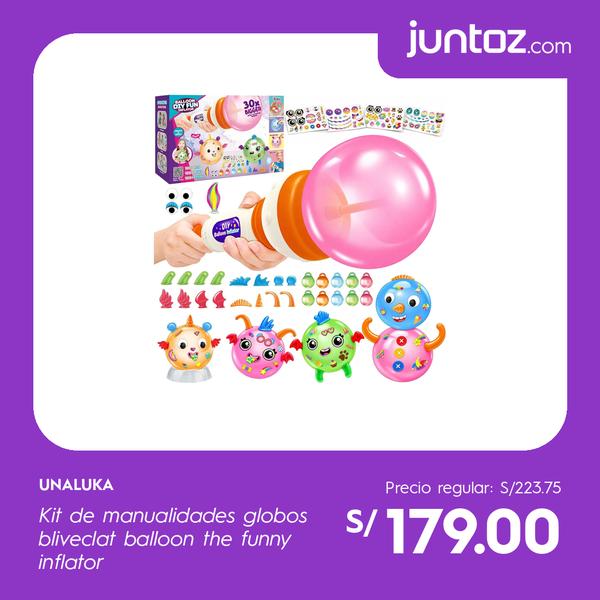 juntoz.com
BALLOON
DIY FUN
30X
BIGGER
DIY
Balloon Inflator
UNALUKA
Precio regular: S/223.75
Kit de manualidades globos
bliveclat balloon the funny
inflator
S/179.00